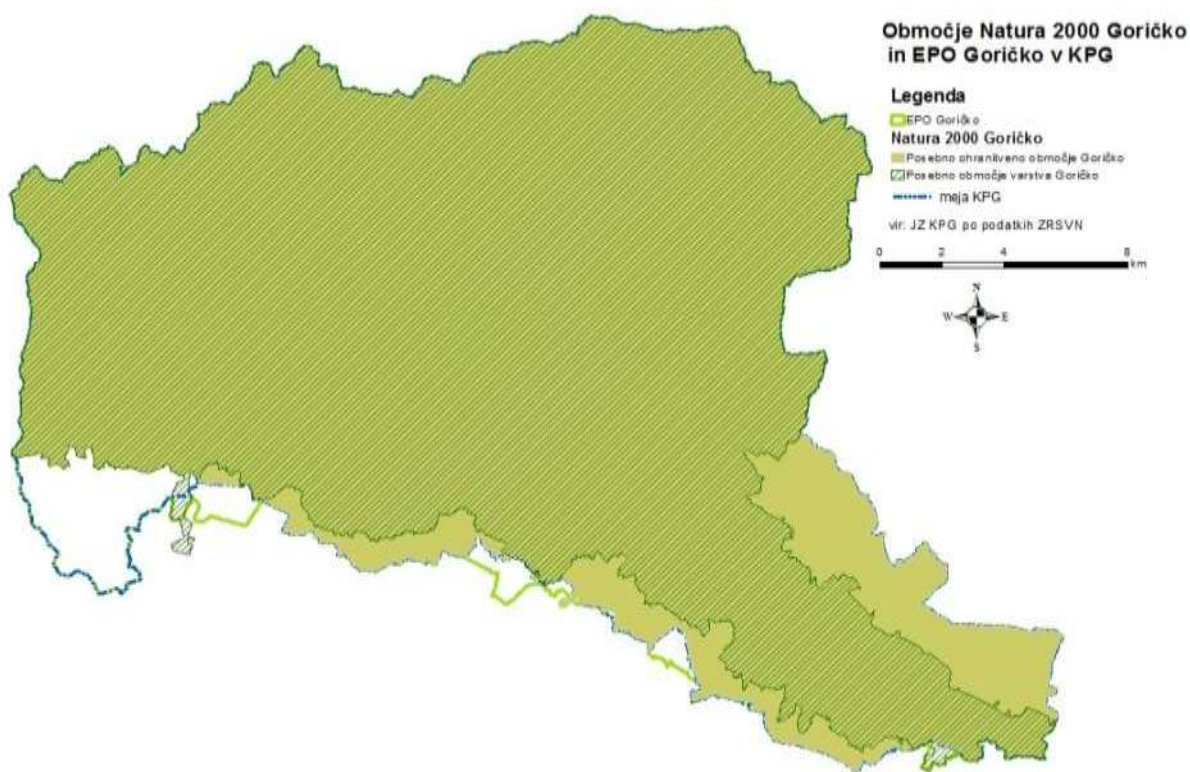 Območje Natura 2000 Goričko
in EPO Goričko v KPG
Legenda
EPO Goričko
Natura 2000 Goričko
Posebno ohranitveno območje Goričko
Posebno območje varstva Goričko
meja KPG
vir: JZ KPG po podatkih ZRSVN
0 2 4 8
km
N
W E
S